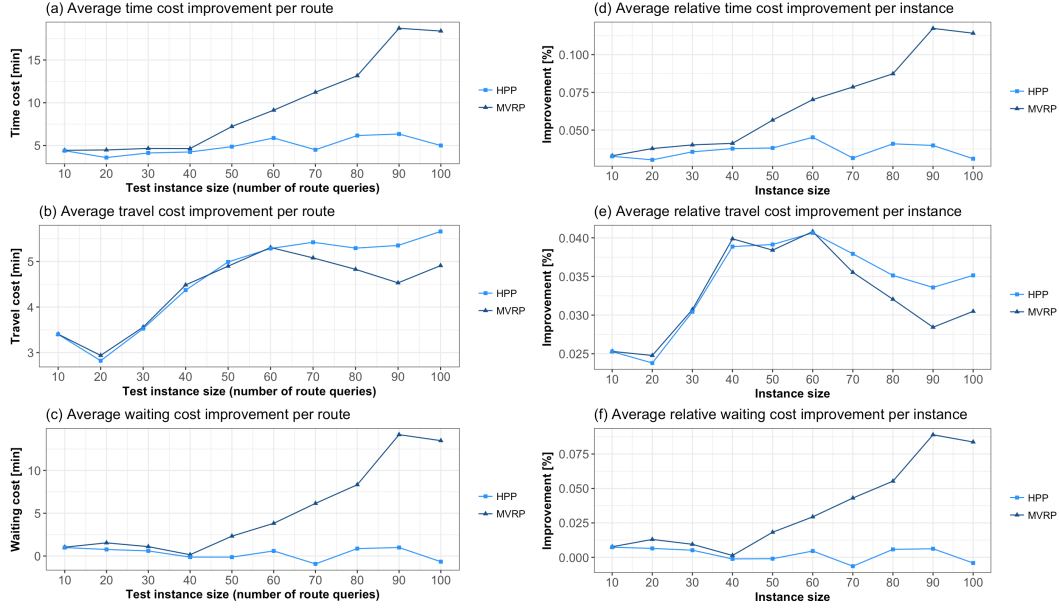 (a) Average time cost improvement per route
Time cost [min]
15
10
5
10 20 30 40 50 60 70 80 90 100
Test instance size (number of route queries)
HPP
MVRP
(d) Average relative time cost improvement per instance
Improvement [%]
0.100
0.075
0.050
10 20 30 40 50 60 70 80 90 100
Instance size
HPP
MVRP
(b) Average travel cost improvement per route
Travel cost [min]
5
4
3
10 20 30 40 50 60 70 80 90 100
Test instance size (number of route queries)
HPP
MVRP
(e) Average relative travel cost improvement per instance
Improvement [%]
0.040
0.035
0.030
0.025
10 20 30 40 50 60 70 80 90 100
Instance size
HPP
MVRP
(c) Average waiting cost improvement per route
Waiting cost [min]
10
5
0
10 20 30 40 50 60 70 80 90 100
Test instance size (number of route queries)
HPP
MVRP
(f) Average relative waiting cost improvement per instance
Improvement [%]
0.075
0.050
0.025
0.000
10 20 30 40 50 60 70 80 90 100
Instance size
HPP
MVRP